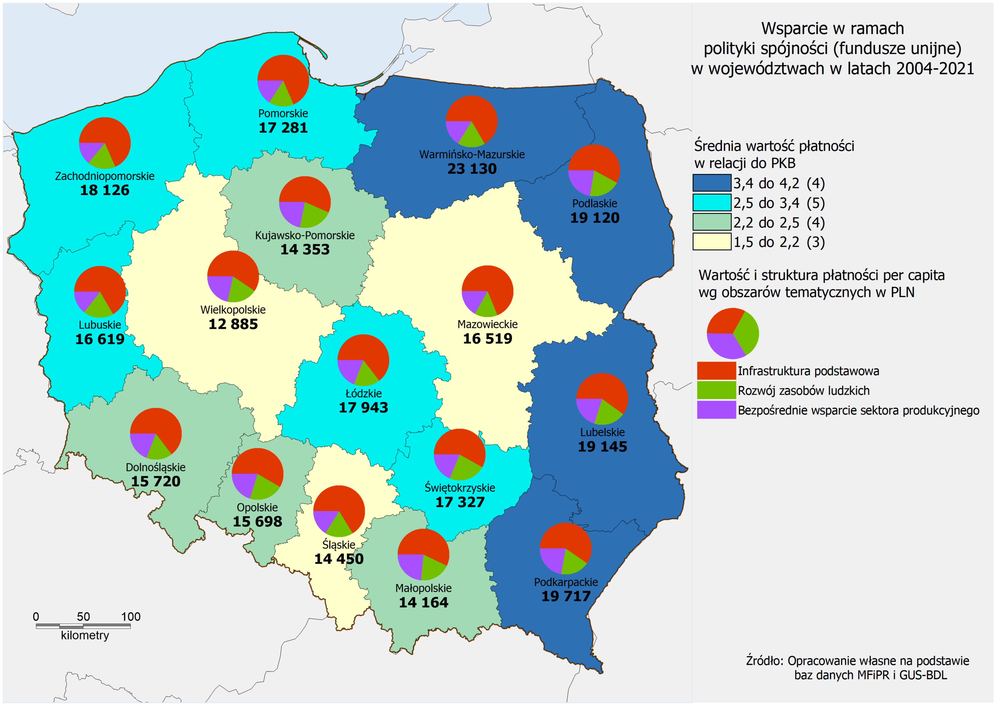 Wsparcie w ramach
polityki spójności (fundusze unijne)
w województwach w latach 2004-2021
Średnia wartość płatności
w relacji do PKB
3,4 do 4,2 (4)
2,5 do 3,4 (5)
2,2 do 2,5 (4)
1,5 do 2,2 (3)
Wartość i struktura płatności per capita
wg obszarów tematycznych w PLN
Infrastruktura podstawowa
Rozwój zasobów ludzkich
Bezpośrednie wsparcie sektora produkcyjnego
Pomorskie
17 281
Warmińsko-Mazurskie
23 130
Zachodniopomorskie
18 126
Podlaskie
19 120
Kujawsko-Pomorskie
14 353
Wielkopolskie
12 885
Lubuskie
16 619
Mazowieckie
16 519
Łódzkie
17 943
Lubelskie
19 145
Dolnośląskie
15 720
Świętokrzyskie
17 327
Opolskie
15 698
Śląskie
14 450
Małopolskie
14 164
Podkarpackie
19 717
0 50 100
kilometry
Źródło: Opracowanie własne na podstawie
baz danych MFiPR i GUS-BDL